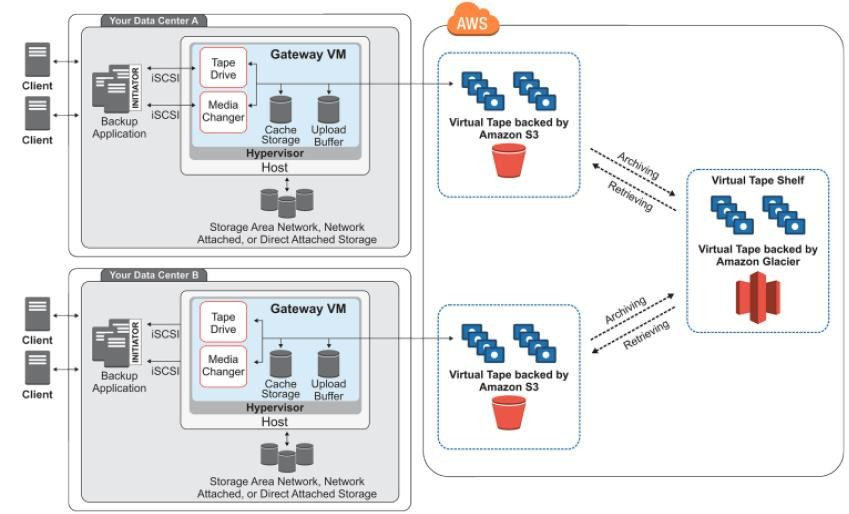 Your Data Center A
Client
Client
INITIATOR
Backup
Application
iSCSI
iSCSI
Gateway VM
Tape
Drive
Media
Changer
Cache
Storage
Upload
Buffer
Hypervisor
Host
Storage Area Network, Network
Attached, or Direct Attached Storage
Your Data Center B
Client
Client
INITIATOR
Backup
Application
iSCSI
iSCSI
Gateway VM
Tape
Drive
Media
Changer
Cache
Storage
Upload
Buffer
Hypervisor
Host
Storage Area Network, Network
Attached, or Direct Attached Storage
AWS
Virtual Tape backed by
Amazon S3
Archiving
Retrieving
Virtual Tape Shelf
Virtual Tape backed by
Amazon Glacier
Archiving
Retrieving
Virtual Tape backed by
Amazon S3